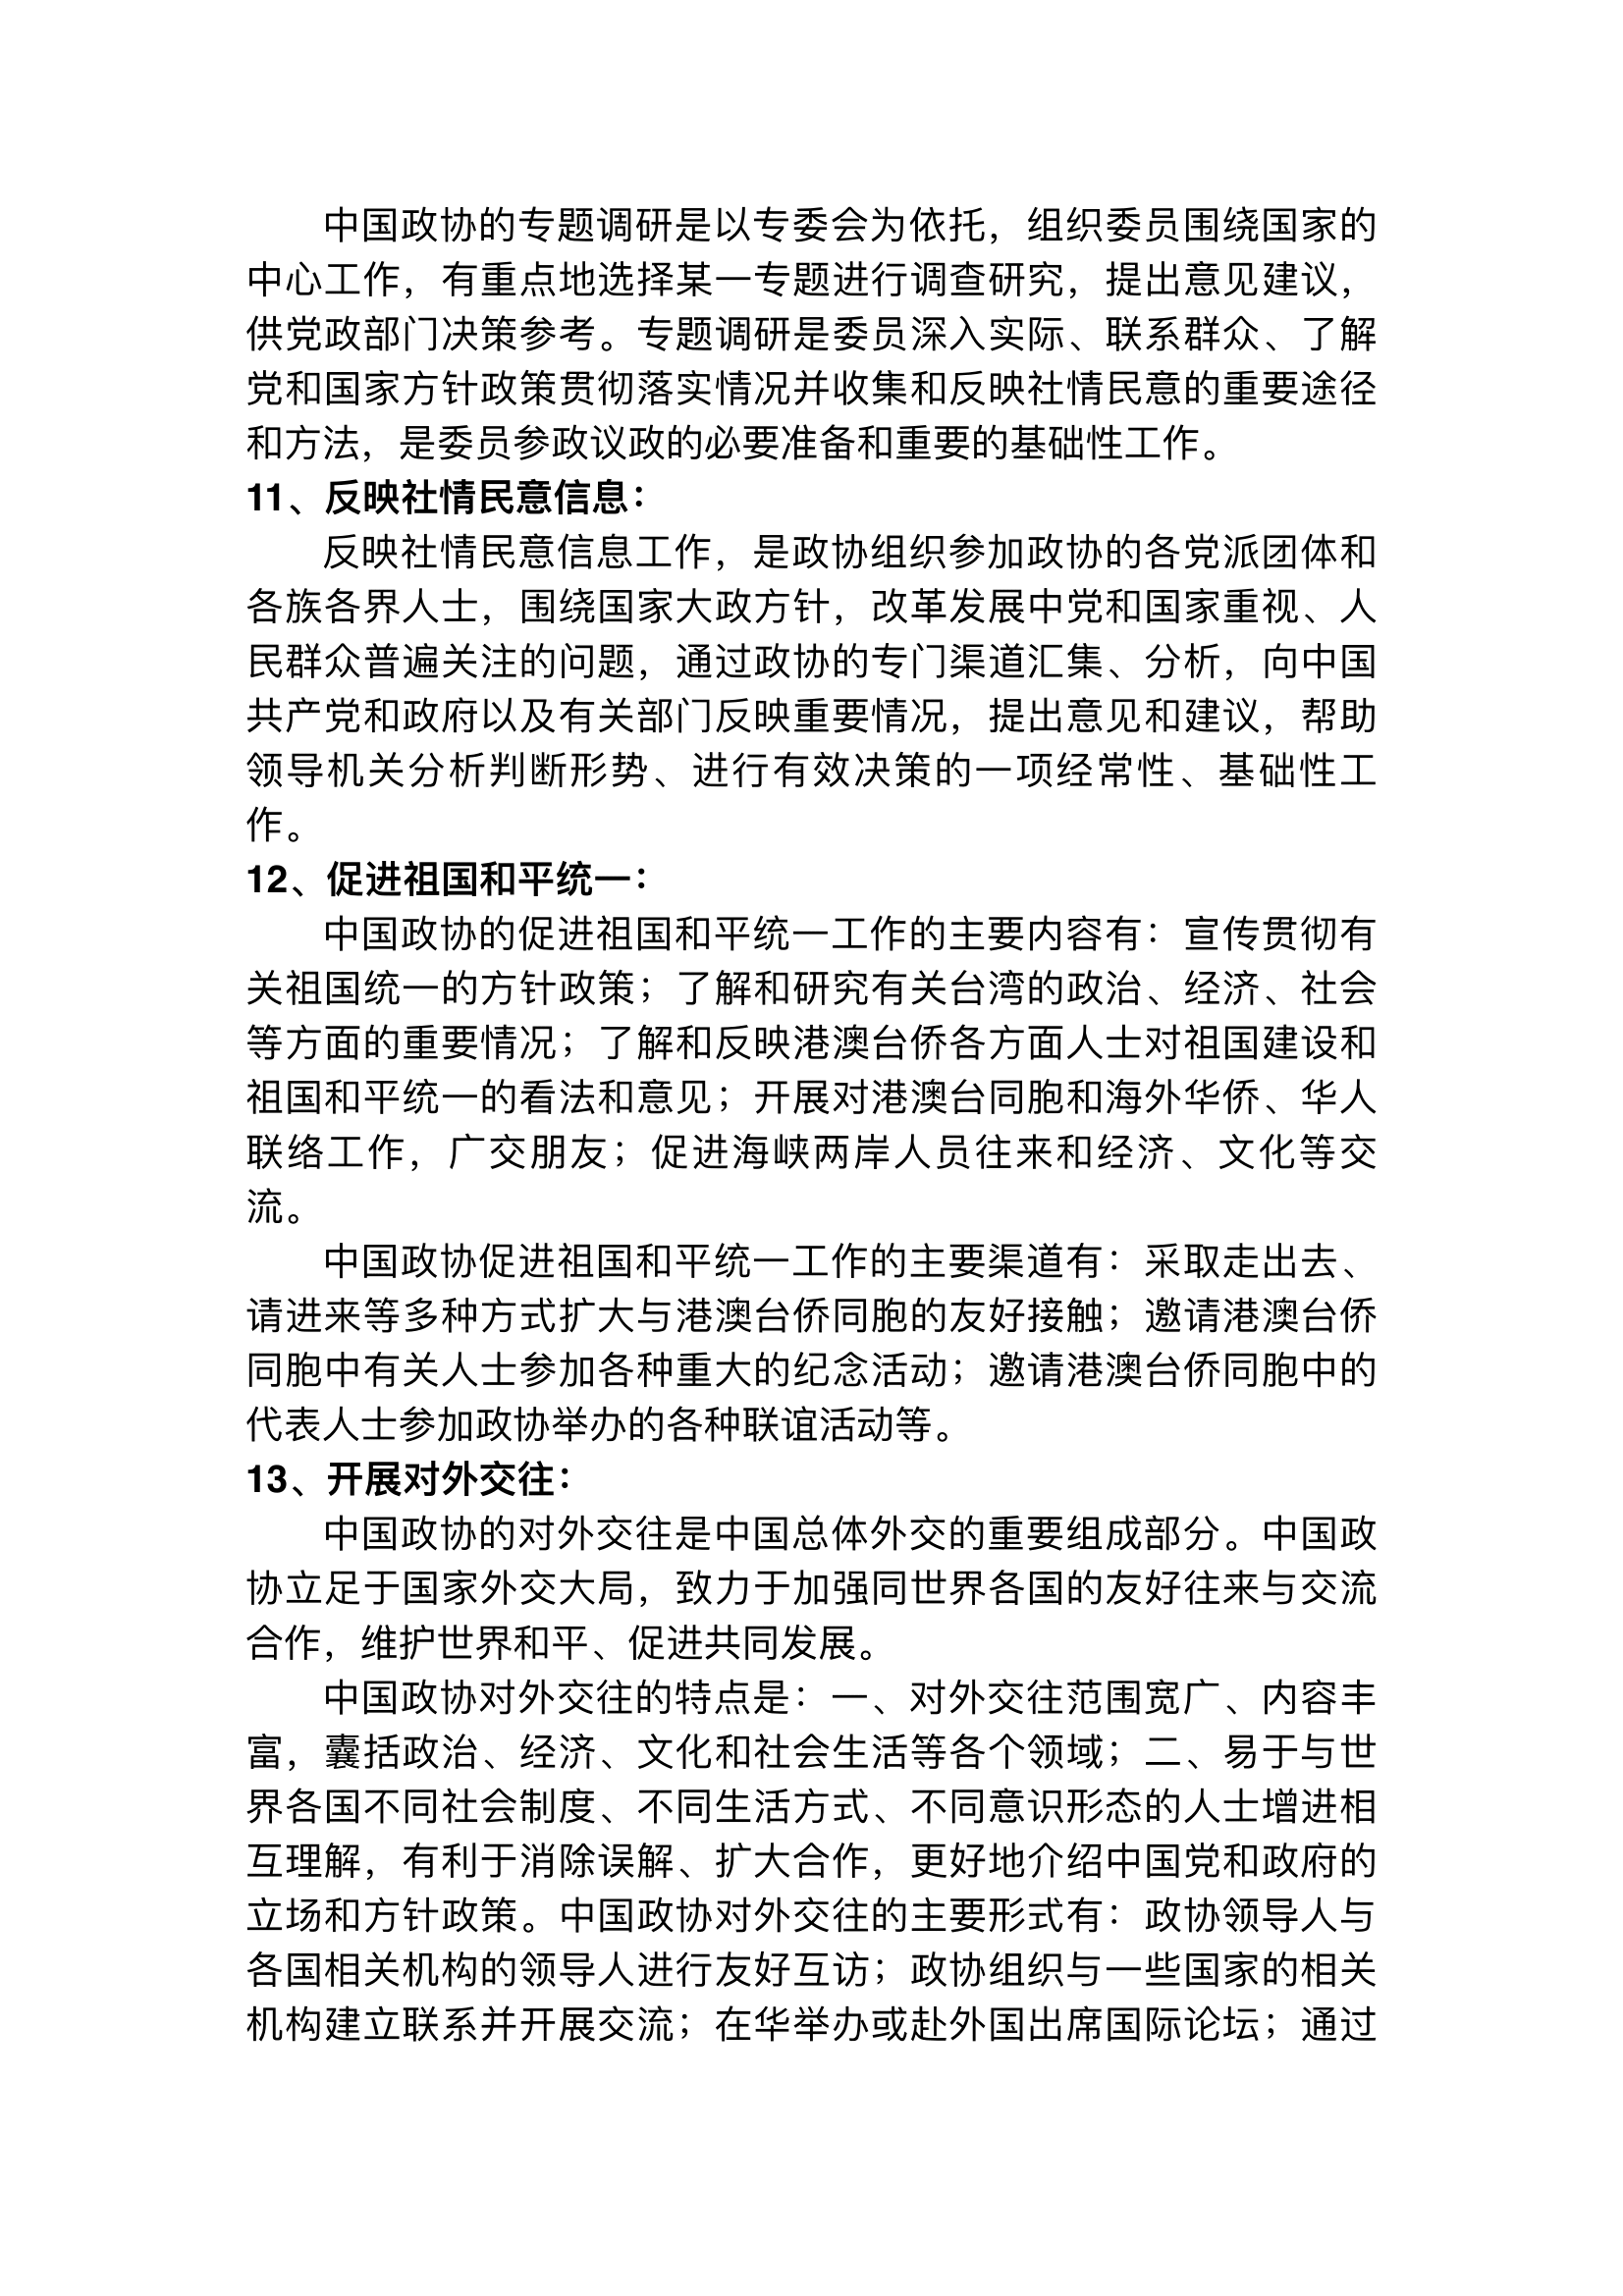 中国政协的专题调研是以专委会为依托，组织委员围绕国家的
中心工作，有重点地选择某一专题进行调查研究，提出意见建议，
供党政部门决策参考。专题调研是委员深入实际、联系群众、了解
党和国家方针政策贯彻落实情况并收集和反映社情民意的重要途径
和方法，是委员参政议政的必要准备和重要的基础性工作。
11、反映社情民意信息：
反映社情民意信息工作，是政协组织参加政协的各党派团体和
各族各界人士，围绕国家大政方针，改革发展中党和国家重视、人
民群众普遍关注的问题，通过政协的专门渠道汇集、分析，向中国
共产党和政府以及有关部门反映重要情况，提出意见和建议，帮助
领导机关分析判断形势、进行有效决策的一项经常性、基础性工
作。
12、促进祖国和平统一：
中国政协的促进祖国和平统一工作的主要内容有：宣传贯彻有
关祖国统一的方针政策；了解和研究有关台湾的政治、经济、社会
等方面的重要情况；了解和反映港澳台侨各方面人士对祖国建设和
祖国和平统一的看法和意见；开展对港澳台同胞和海外华侨、华人
联络工作，广交朋友；促进海峡两岸人员往来和经济、文化等交
流。
中国政协促进祖国和平统一工作的主要渠道有：采取走出去、
请进来等多种方式扩大与港澳台侨同胞的友好接触；邀请港澳台侨
同胞中有关人士参加各种重大的纪念活动；邀请港澳台侨同胞中的
代表人士参加政协举办的各种联谊活动等。
13、开展对外交往：
中国政协的对外交往是中国总体外交的重要组成部分。中国政
协立足于国家外交大局，致力于加强同世界各国的友好往来与交流
合作，维护世界和平、促进共同发展。
中国政协对外交往的特点是：一、对外交往范围宽广、内容丰
富，囊括政治、经济、文化和社会生活等各个领域；二、易于与世
界各国不同社会制度、不同生活方式、不同意识形态的人士增进相
互理解，有利于消除误解、扩大合作，更好地介绍中国党和政府的
立场和方针政策。中国政协对外交往的主要形式有：政协领导人与
各国相关机构的领导人进行友好互访；政协组织与一些国家的相关
机构建立联系并开展交流；在华举办或赴外国出席国际论坛；通过